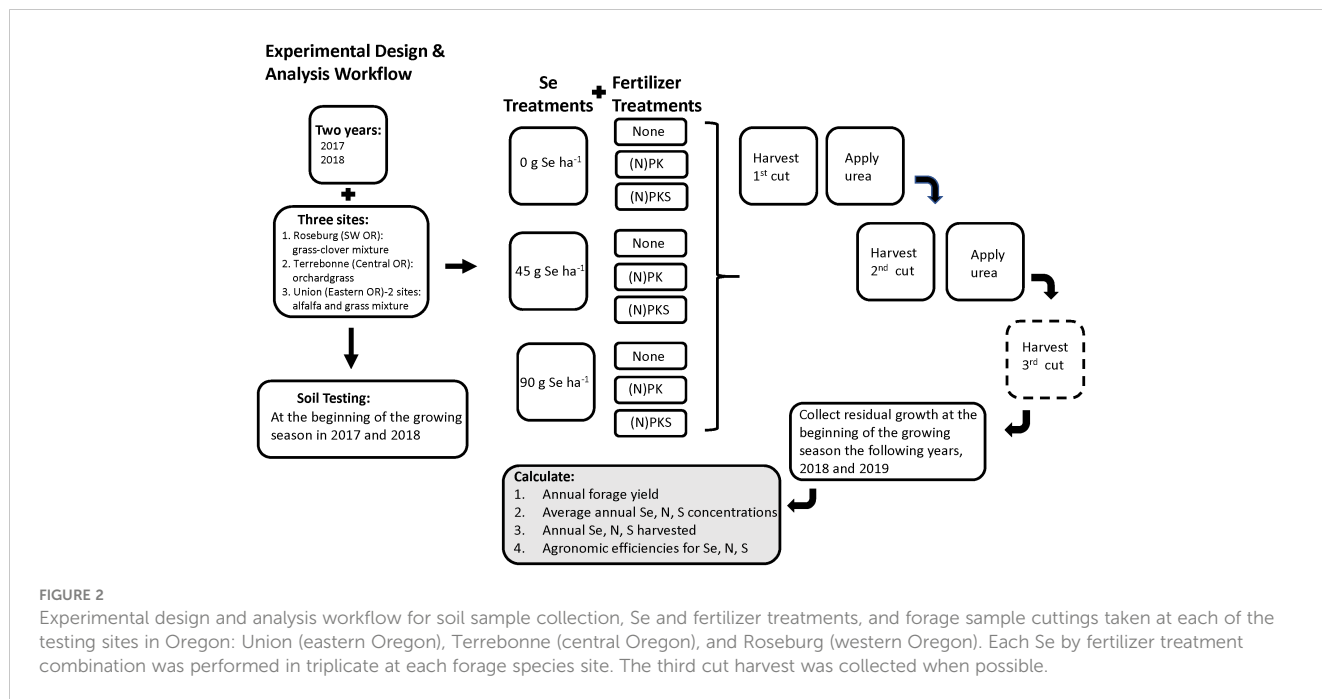 Experimental Design &
Analysis Workflow
Two years:
2017
2018
Three sites:
1. Roseburg (SW OR):
grass-clover mixture
2. Terrebonne (Central OR):
orchardgrass
3. Union (Eastern OR)-2 sites:
alfalfa and grass mixture
Soil Testing:
At the beginning of the growing
season in 2017 and 2018
Se
Treatments
+
Fertilizer
Treatments
0 g Se ha⁻¹
None
(N)PK
(N)PKS
45 g Se ha⁻¹
None
(N)PK
(N)PKS
90 g Se ha⁻¹
None
(N)PK
(N)PKS
Harvest
1st cut
Apply
urea
Harvest
2nd cut
Apply
urea
Harvest
3rd cut
Collect residual growth at the
beginning of the growing
season the following years,
2018 and 2019
Calculate:
1. Annual forage yield
2. Average annual Se, N, S concentrations
3. Annual Se, N, S harvested
4. Agronomic efficiencies for Se, N, S
FIGURE 2
Experimental design and analysis workflow for soil sample collection, Se and fertilizer treatments, and forage sample cuttings taken at each of the
testing sites in Oregon: Union (eastern Oregon), Terrebonne (central Oregon), and Roseburg (western Oregon). Each Se by fertilizer treatment
combination was performed in triplicate at each forage species site. The third cut harvest was collected when possible.